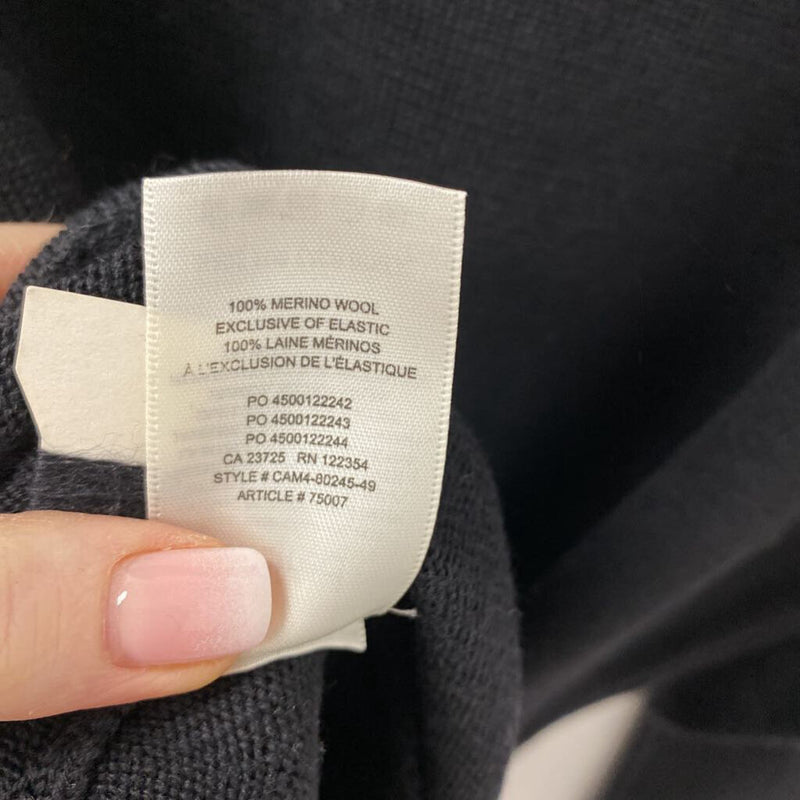 100% MERINO WOOL
EXCLUSIVE OF ELASTIC
100% LAINE MÉRINOS
À L'EXCLUSION DE L'ÉLASTIQUE
PO 4500122242
PO 4500122243
PO 4500122244
CA 23725 RN 122354
STYLE # CAM4-80245-49
ARTICLE # 75007